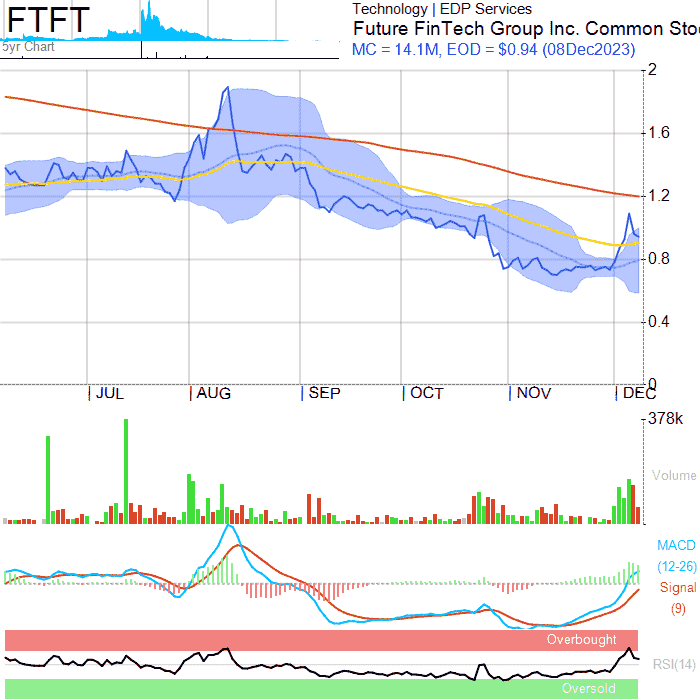 FTFT
5yr Chart
Technology | EDP Services
Future FinTech Group Inc. Common Sto
MC = 14.1M, EOD = $0.94 (08Dec2023)
2
1.6
1.2
0.8
0.4
0
JUL AUG SEP OCT NOV DEC
378k
Volume
MACD
(12-26)
Signal
(9)
Overbought
RSI(14)
Oversold